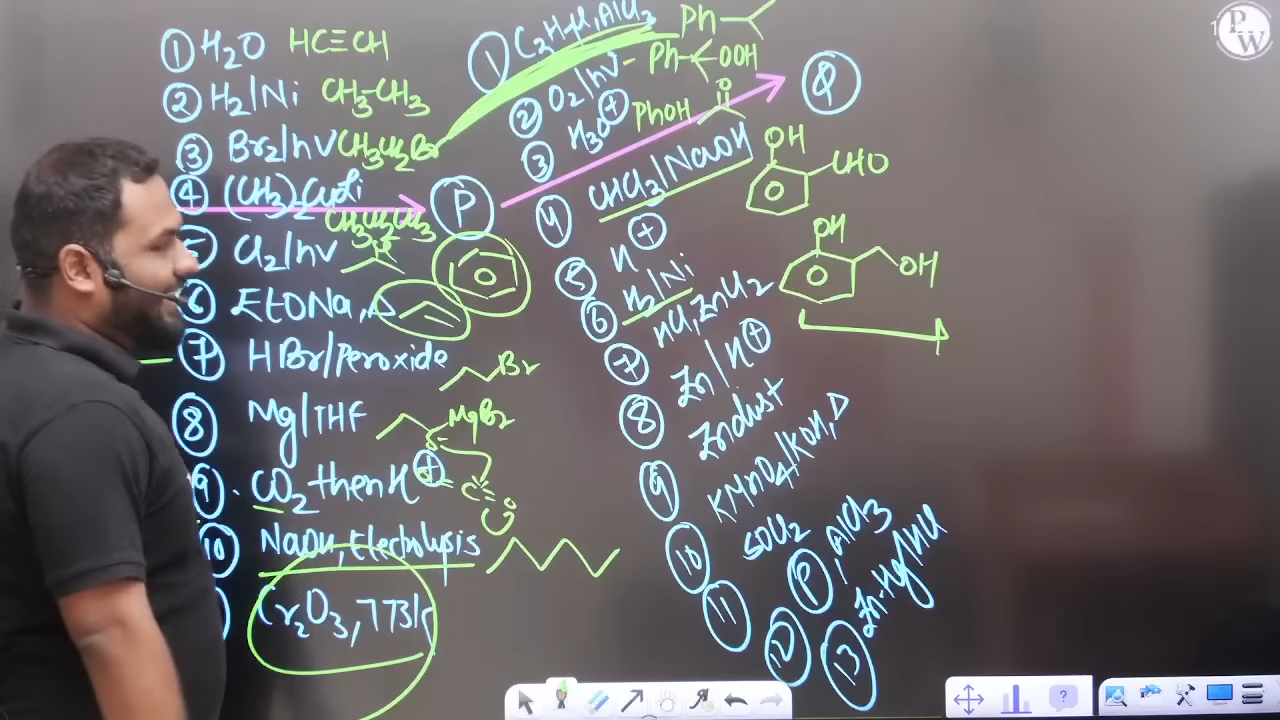 ① H₂O HC≡CH
② H₂/Ni CH₃-CH₃
③ Br₂/hν CH₃CH₂Br
④ (CH₃)₂CuLi
CH₃CH₂CH₃
Cl₂/hν
⑥ EtONa, Δ
⑦ HBr/Peroxide
Br
⑧ Mg/THF
MgBr
⑨ CO₂ then H⊕
⑩ NaOH, Electrolysis
Cr₂O₃, 773K
P
① C₃H₇Cl, AlCl₃ Ph
② O₂/hν - Ph OOH
③ H₃O⊕ PhOH O
④ CHCl₃/NaOH
⑤ H⊕
⑥ H₂/Ni
⑦ HCl, ZnCl₂
⑧ Zn/H⊕
Zn dust
⑨ KMnO₄/KOH, Δ
⑩ SOCl₂
⑪ P, AlCl₃
⑫
⑬ Zn-Hg/HCl
Q
OH
CHO
OH
OH
PW